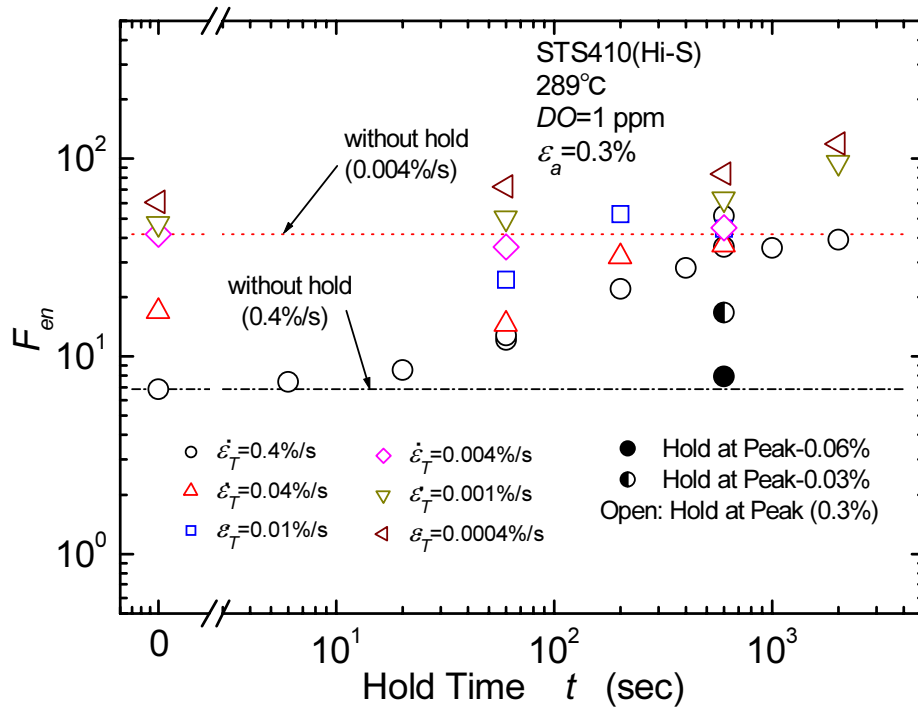 STS410(Hi-S)
289℃
DO=1 ppm
εa=0.3%
without hold
(0.004%/s)
without hold
(0.4%/s)
10²
10¹
10⁰
Fen
ε̇T=0.4%/s
ε̇T=0.04%/s
ε̇T=0.01%/s
ε̇T=0.004%/s
ε̇T=0.001%/s
ε̇T=0.0004%/s
Hold at Peak-0.06%
Hold at Peak-0.03%
Open: Hold at Peak (0.3%)
0 10¹ 10² 10³
Hold Time t (sec)